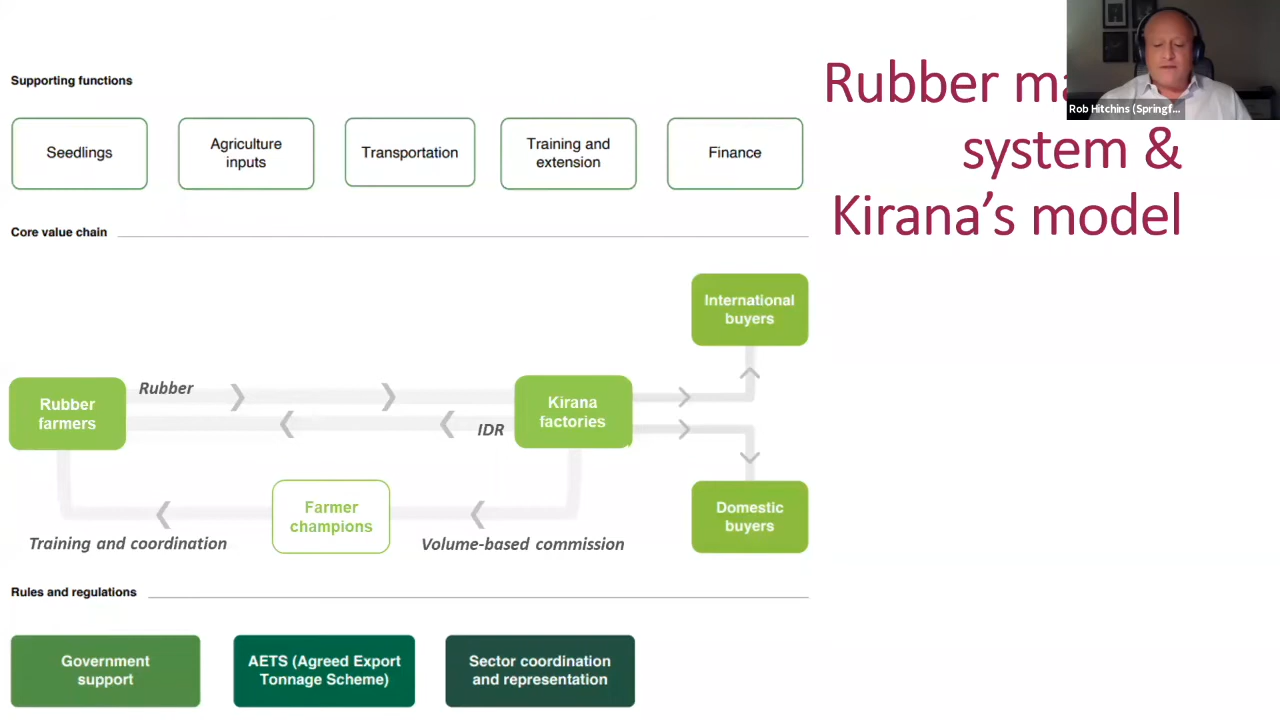 Supporting functions
Seedlings
Agriculture
inputs
Transportation
Training and
extension
Finance
Rubber
system &
Kirana's model
Rob Hitchins (Springf...
Core value chain
International
buyers
Rubber
farmers
Rubber
IDR
Kirana
factories
Farmer
champions
Training and coordination
Volume-based commission
Domestic
buyers
Rules and regulations
Government
support
AETS (Agreed Export
Tonnage Scheme)
Sector coordination
and representation